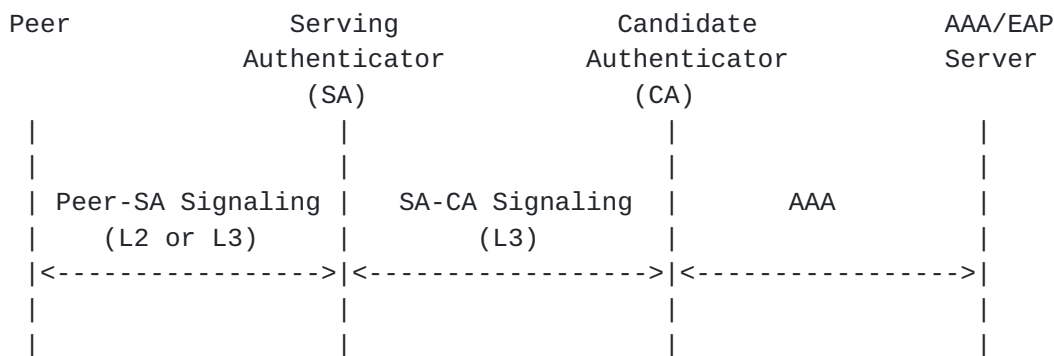 Peer Serving Candidate AAA/EAP
Authenticator Authenticator Server
(SA) (CA)
| | | |
| | | |
| Peer-SA Signaling | SA-CA Signaling | AAA |
| (L2 or L3) | (L3) | |
|<------------------>|<------------------->|<----------------->|
| | | |
| | | |